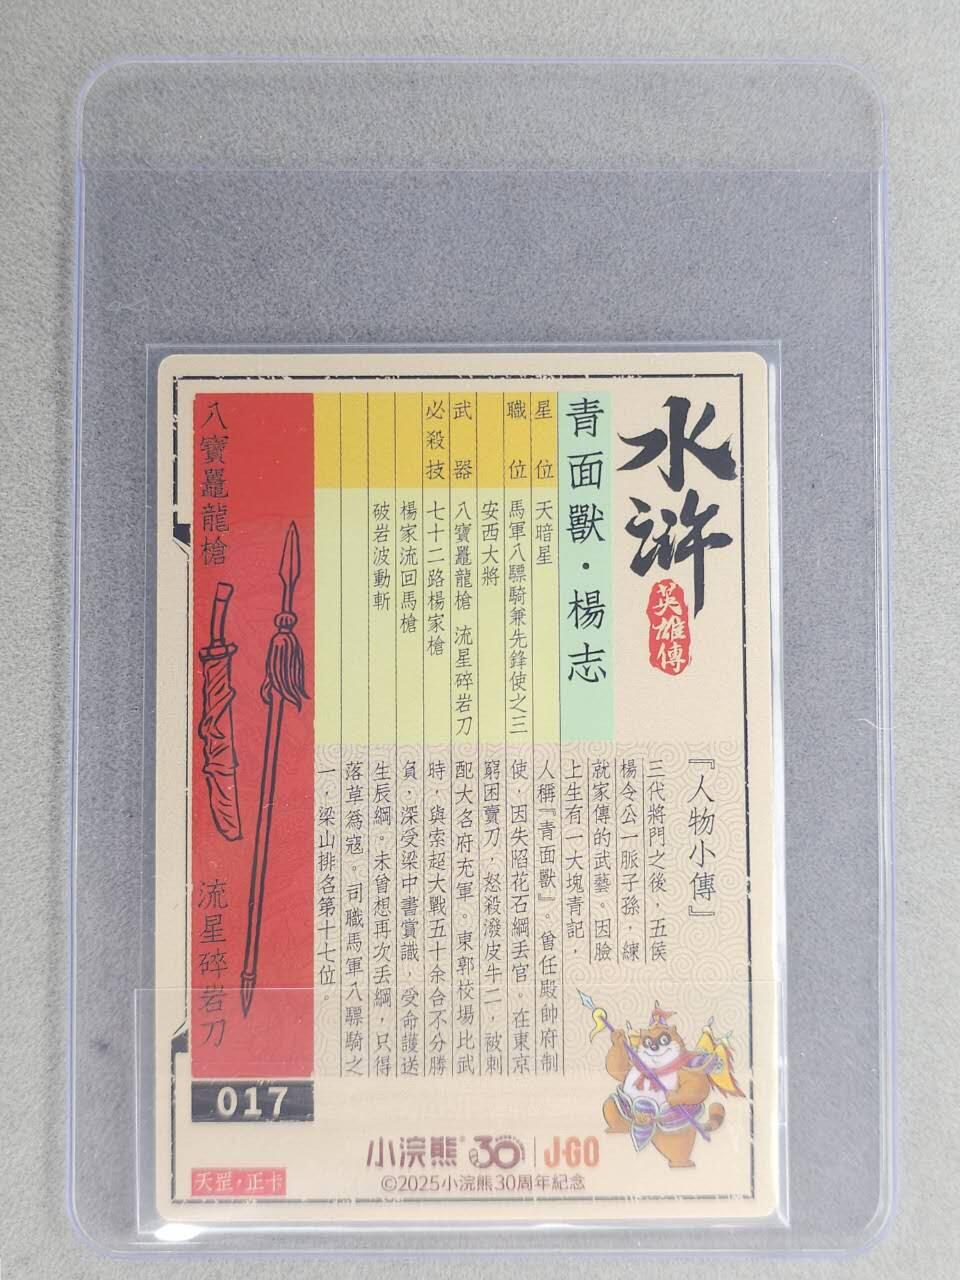 水滸
英雄傳
青面獸·楊志
星位 天暗星
職位 馬軍八驃騎兼先鋒使之三
安西大將
武器 八寶鼉龍槍 流星碎岩刀
必殺技 七十二路楊家槍
楊家流回馬槍
破岩波動斬
『人物小傳』
三代將門之後，五侯
楊令公一脈子孫，練
就家傳的武藝。因臉
上生有一大塊青記，
人稱『青面獸』。曾任殿帥府制
使，因失陷花石綱丟官。在東京
窮困賣刀，怒殺潑皮牛二，被刺
配大名府充軍。東郭校場比武
時，與索超大戰五十余合不分勝
負，深受梁中書賞識，受命護送
生辰綱。未曾想再次丟綱，只得
落草為寇。司職馬軍八驃騎之
一，梁山排名第十七位。
八寶鼉龍槍
流星碎岩刀
017
天罡·正卡
小浣熊 30 J·GO
©2025小浣熊30周年紀念